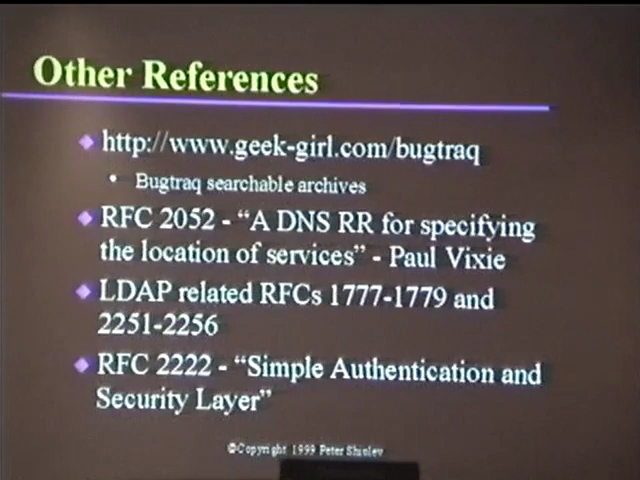 Other References
http://www.geek-girl.com/bugtraq
Bugtraq searchable archives
RFC 2052 - “A DNS RR for specifying
the location of services” - Paul Vixie
LDAP related RFCs 1777-1779 and
2251-2256
RFC 2222 - “Simple Authentication and
Security Layer”
©Copyright 1999 Peter Shipley